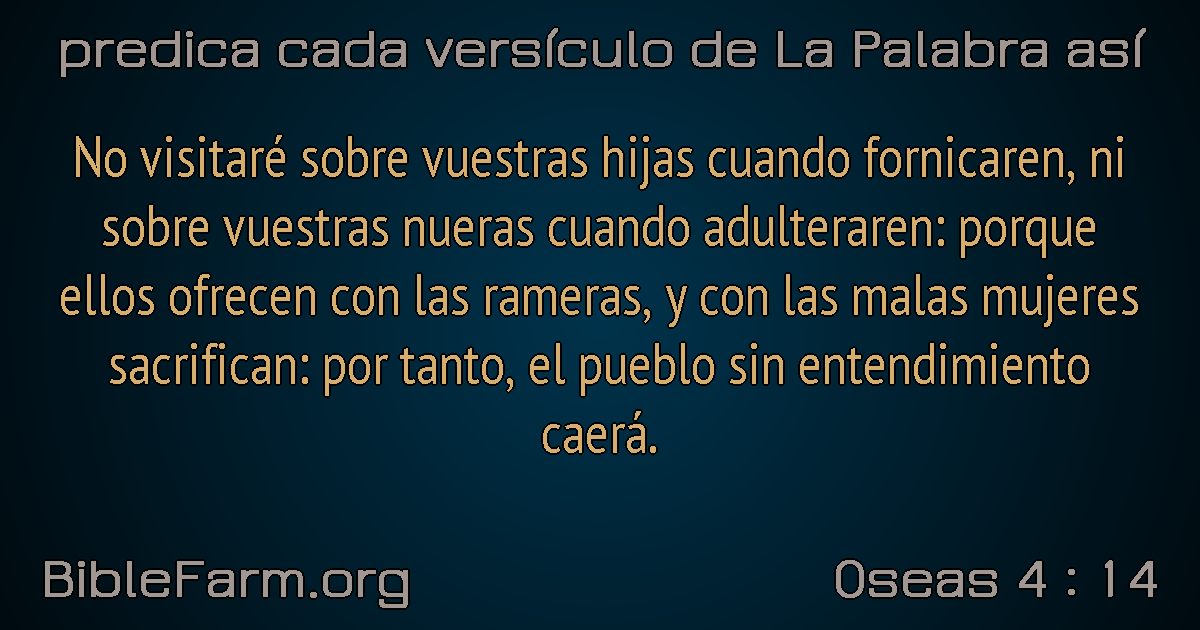 predica cada versículo de La Palabra así
No visitaré sobre vuestras hijas cuando fornicaren, ni
sobre vuestras nueras cuando adulteraren: porque
ellos ofrecen con las rameras, y con las malas mujeres
sacrifican: por tanto, el pueblo sin entendimiento
caerá.
BibleFarm.org
Oseas 4 : 14